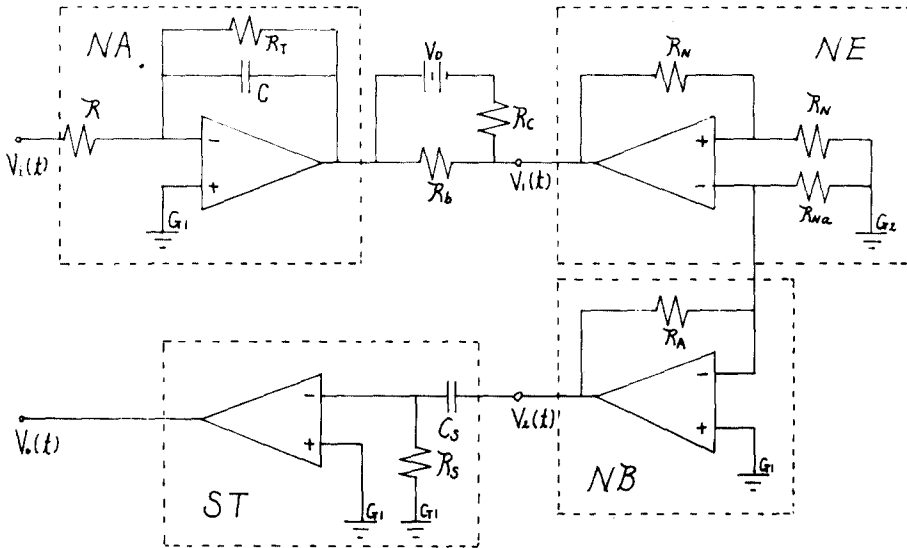 NA.
R_T
C
R
-
+
V_i(t)
G_1
V_0
R_C
R_b
V_1(t)
NE
R_N
R_N
+
-
R_Na
G_2
R_A
-
+
G_1
NB
V_2(t)
C_S
R_S
-
+
G_1
G_1
ST
V_o(t)